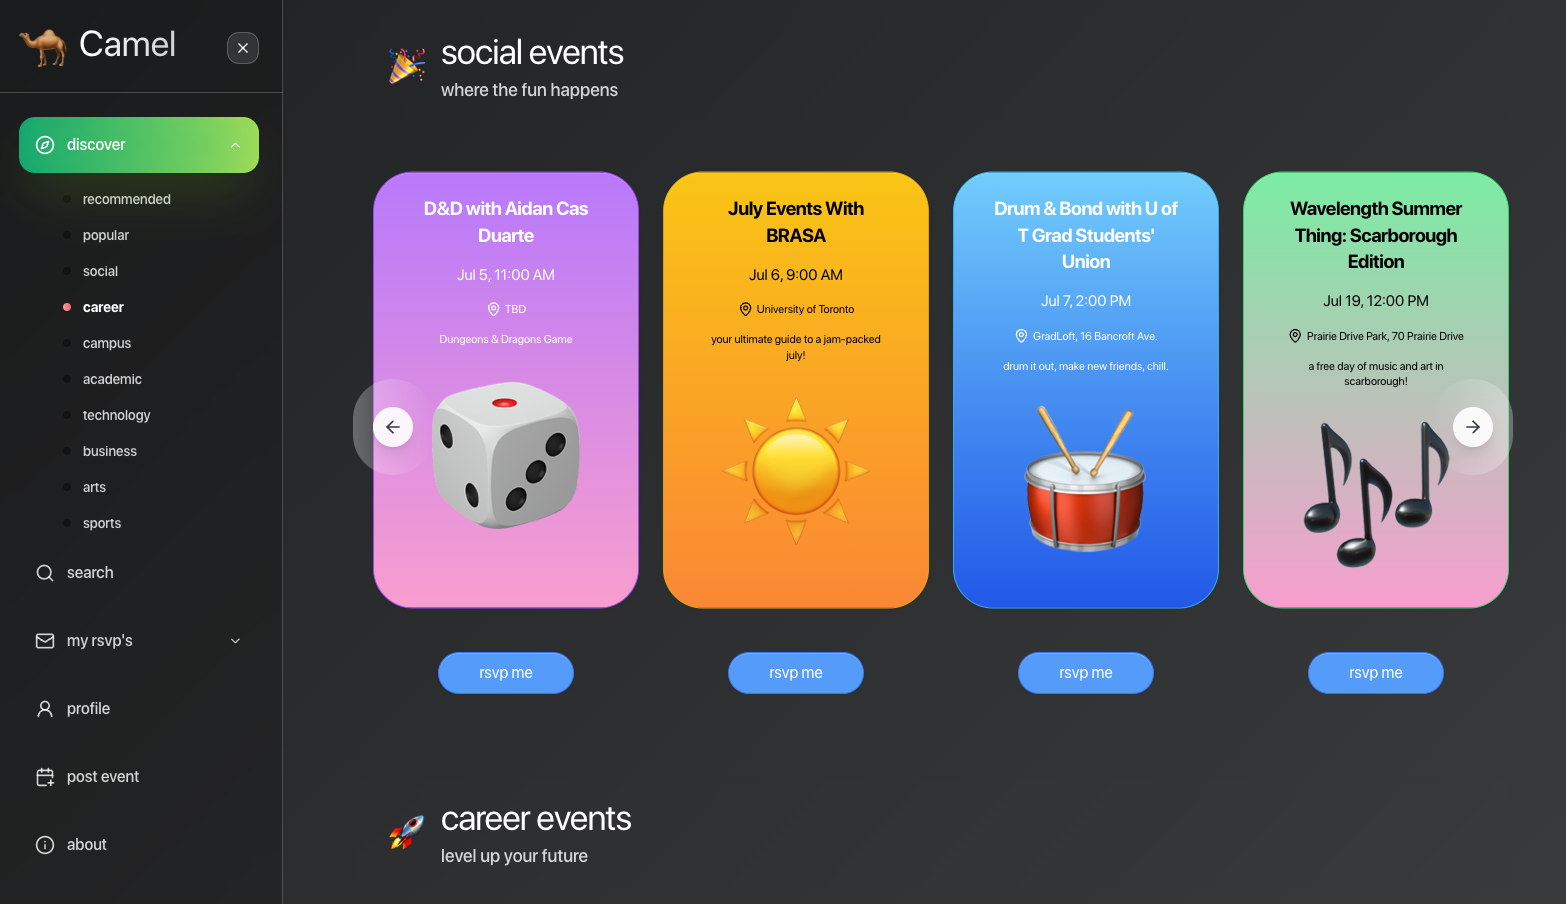 Camel
discover
recommended
popular
social
career
campus
academic
technology
business
arts
sports
search
my rsvp's
profile
post event
about
social events
where the fun happens
D&D with Aidan Cas
Duarte
Jul 5, 11:00 AM
TBD
Dungeons & Dragons Game
rsvp me
July Events With
BRASA
Jul 6, 9:00 AM
University of Toronto
your ultimate guide to a jam-packed
july!
rsvp me
Drum & Bond with U of
T Grad Students'
Union
Jul 7, 2:00 PM
GradLoft, 16 Bancroft Ave.
drum it out, make new friends, chill.
rsvp me
Wavelength Summer
Thing: Scarborough
Edition
Jul 19, 12:00 PM
Prairie Drive Park, 70 Prairie Drive
a free day of music and art in
scarborough!
rsvp me
career events
level up your future